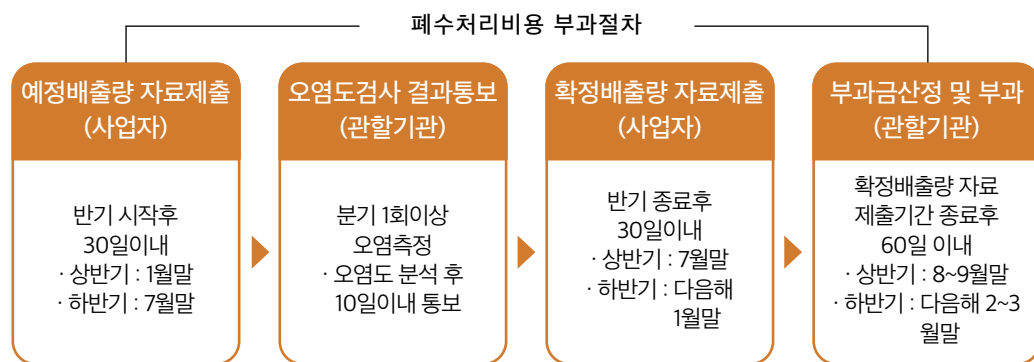 폐수처리비용 부과절차
예정배출량 자료제출
(사업자)
반기 시작후
30일이내
· 상반기 : 1월말
· 하반기 : 7월말
오염도검사 결과통보
(관할기관)
분기 1회이상
오염측정
· 오염도 분석 후
10일이내 통보
확정배출량 자료제출
(사업자)
반기 종료후
30일이내
· 상반기 : 7월말
· 하반기 : 다음해
1월말
부과금산정 및 부과
(관할기관)
확정배출량 자료
제출기간 종료후
60일 이내
· 상반기 : 8~9월말
· 하반기 : 다음해 2~3
월말